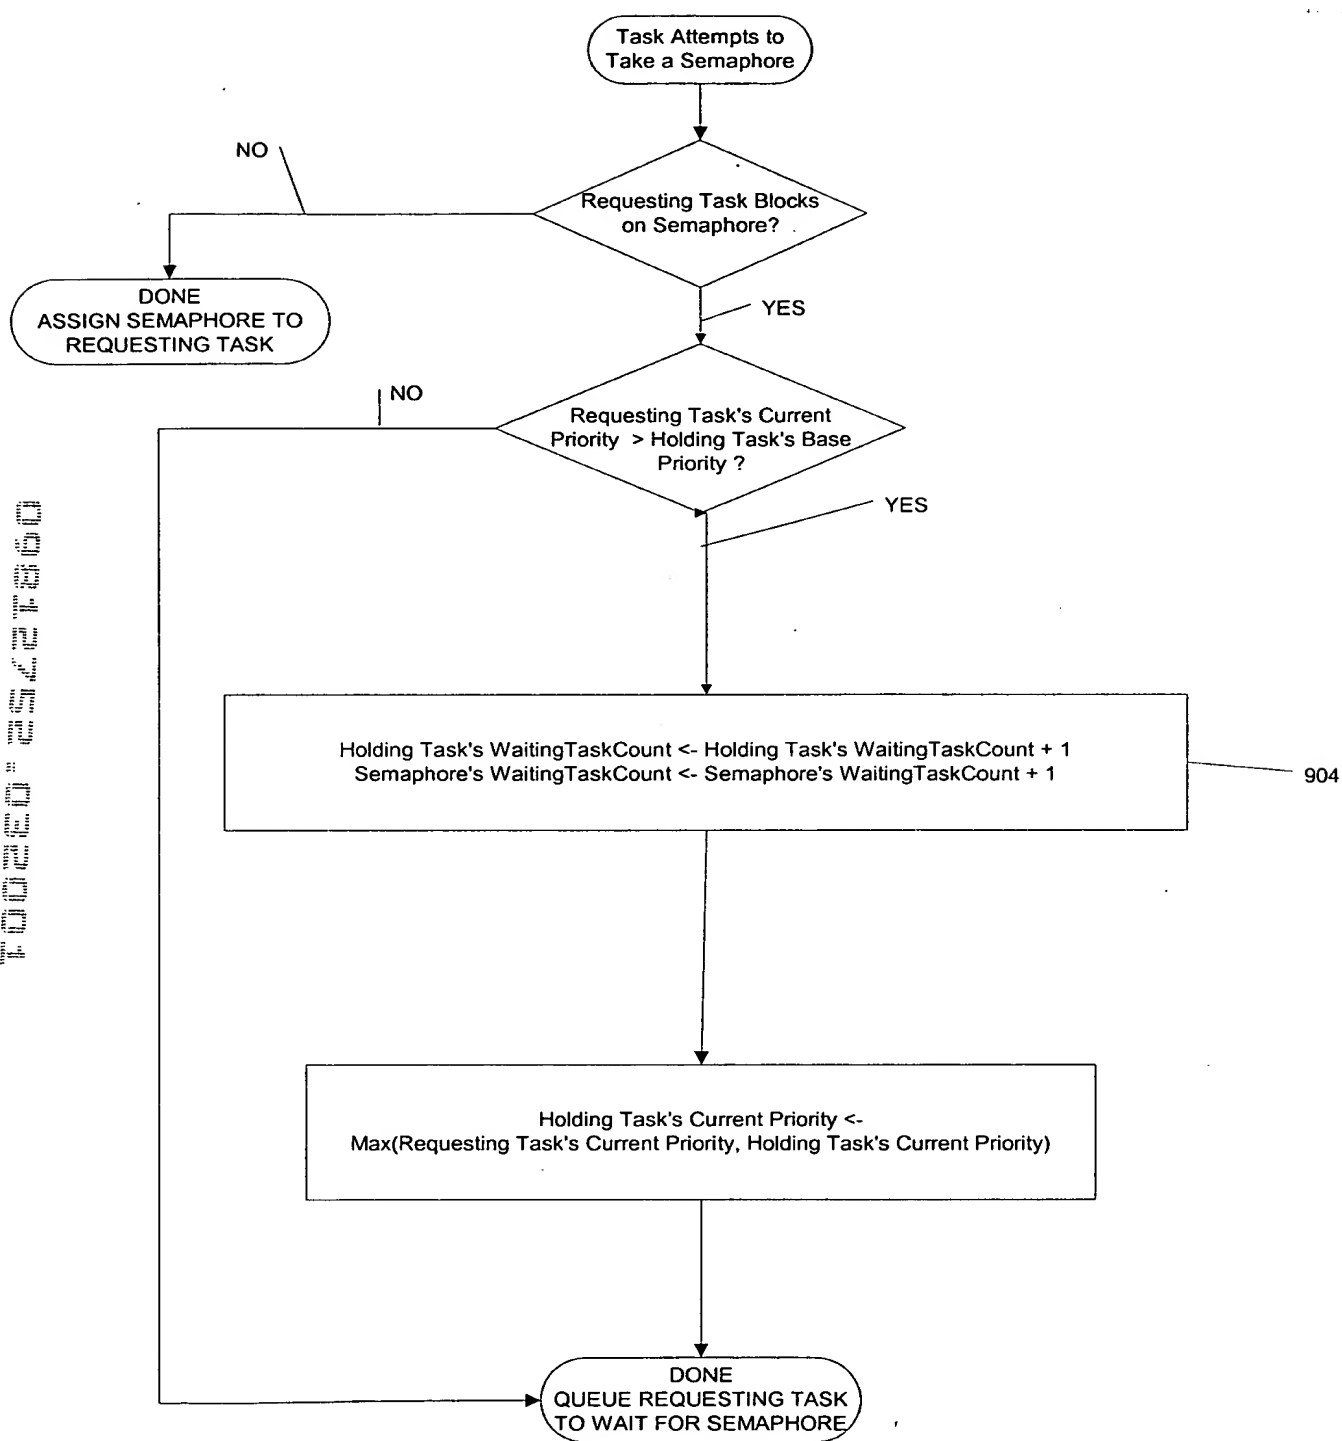 Task Attempts to
Take a Semaphore
NO
Requesting Task Blocks
on Semaphore?
YES
DONE
ASSIGN SEMAPHORE TO
REQUESTING TASK
NO
Requesting Task's Current
Priority > Holding Task's Base
Priority ?
YES
Holding Task's WaitingTaskCount <- Holding Task's WaitingTaskCount + 1
Semaphore's WaitingTaskCount <- Semaphore's WaitingTaskCount + 1
904
Holding Task's Current Priority <-
Max(Requesting Task's Current Priority, Holding Task's Current Priority)
DONE
QUEUE REQUESTING TASK
TO WAIT FOR SEMAPHORE